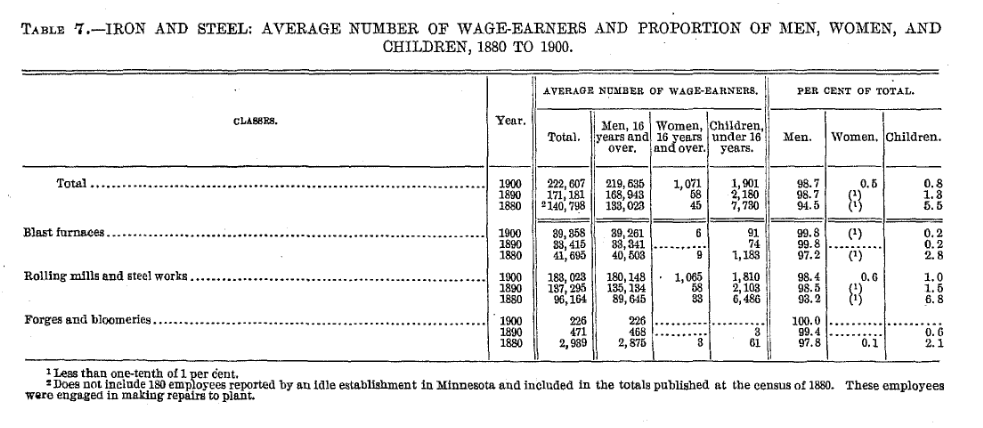 TABLE 7.—IRON AND STEEL: AVERAGE NUMBER OF WAGE-EARNERS AND PROPORTION OF MEN, WOMEN, AND
CHILDREN, 1880 TO 1900.
CLASSES.
Year.
AVERAGE NUMBER OF WAGE-EARNERS.
PER CENT OF TOTAL.
Total.
Men, 16
years and
over.
Women,
16 years
and over.
Children,
under 16
years.
Men.
Women.
Children.
Total 1900 222,607 219,635 1,071 1,901 98.7 0.5 0.8
1890 171,181 168,943 58 2,180 98.7 (¹) 1.3
1880 ²140,798 133,023 45 7,730 94.5 (¹) 5.5
Blast furnaces 1900 39,358 39,261 6 91 99.8 (¹) 0.2
1890 33,415 33,341 74 99.8 0.2
1880 41,695 40,503 9 1,183 97.2 (¹) 2.8
Rolling mills and steel works 1900 183,023 180,148 1,065 1,810 98.4 0.6 1.0
1890 137,295 135,134 58 2,103 98.5 (¹) 1.5
1880 96,164 89,645 33 6,486 93.2 (¹) 6.8
Forges and bloomeries 1900 226 226 100.0
1890 471 468 3 99.4 0.6
1880 2,939 2,875 3 61 97.8 0.1 2.1
¹ Less than one-tenth of 1 per cent.
² Does not include 180 employees reported by an idle establishment in Minnesota and included in the totals published at the census of 1880. These employees
were engaged in making repairs to plant.